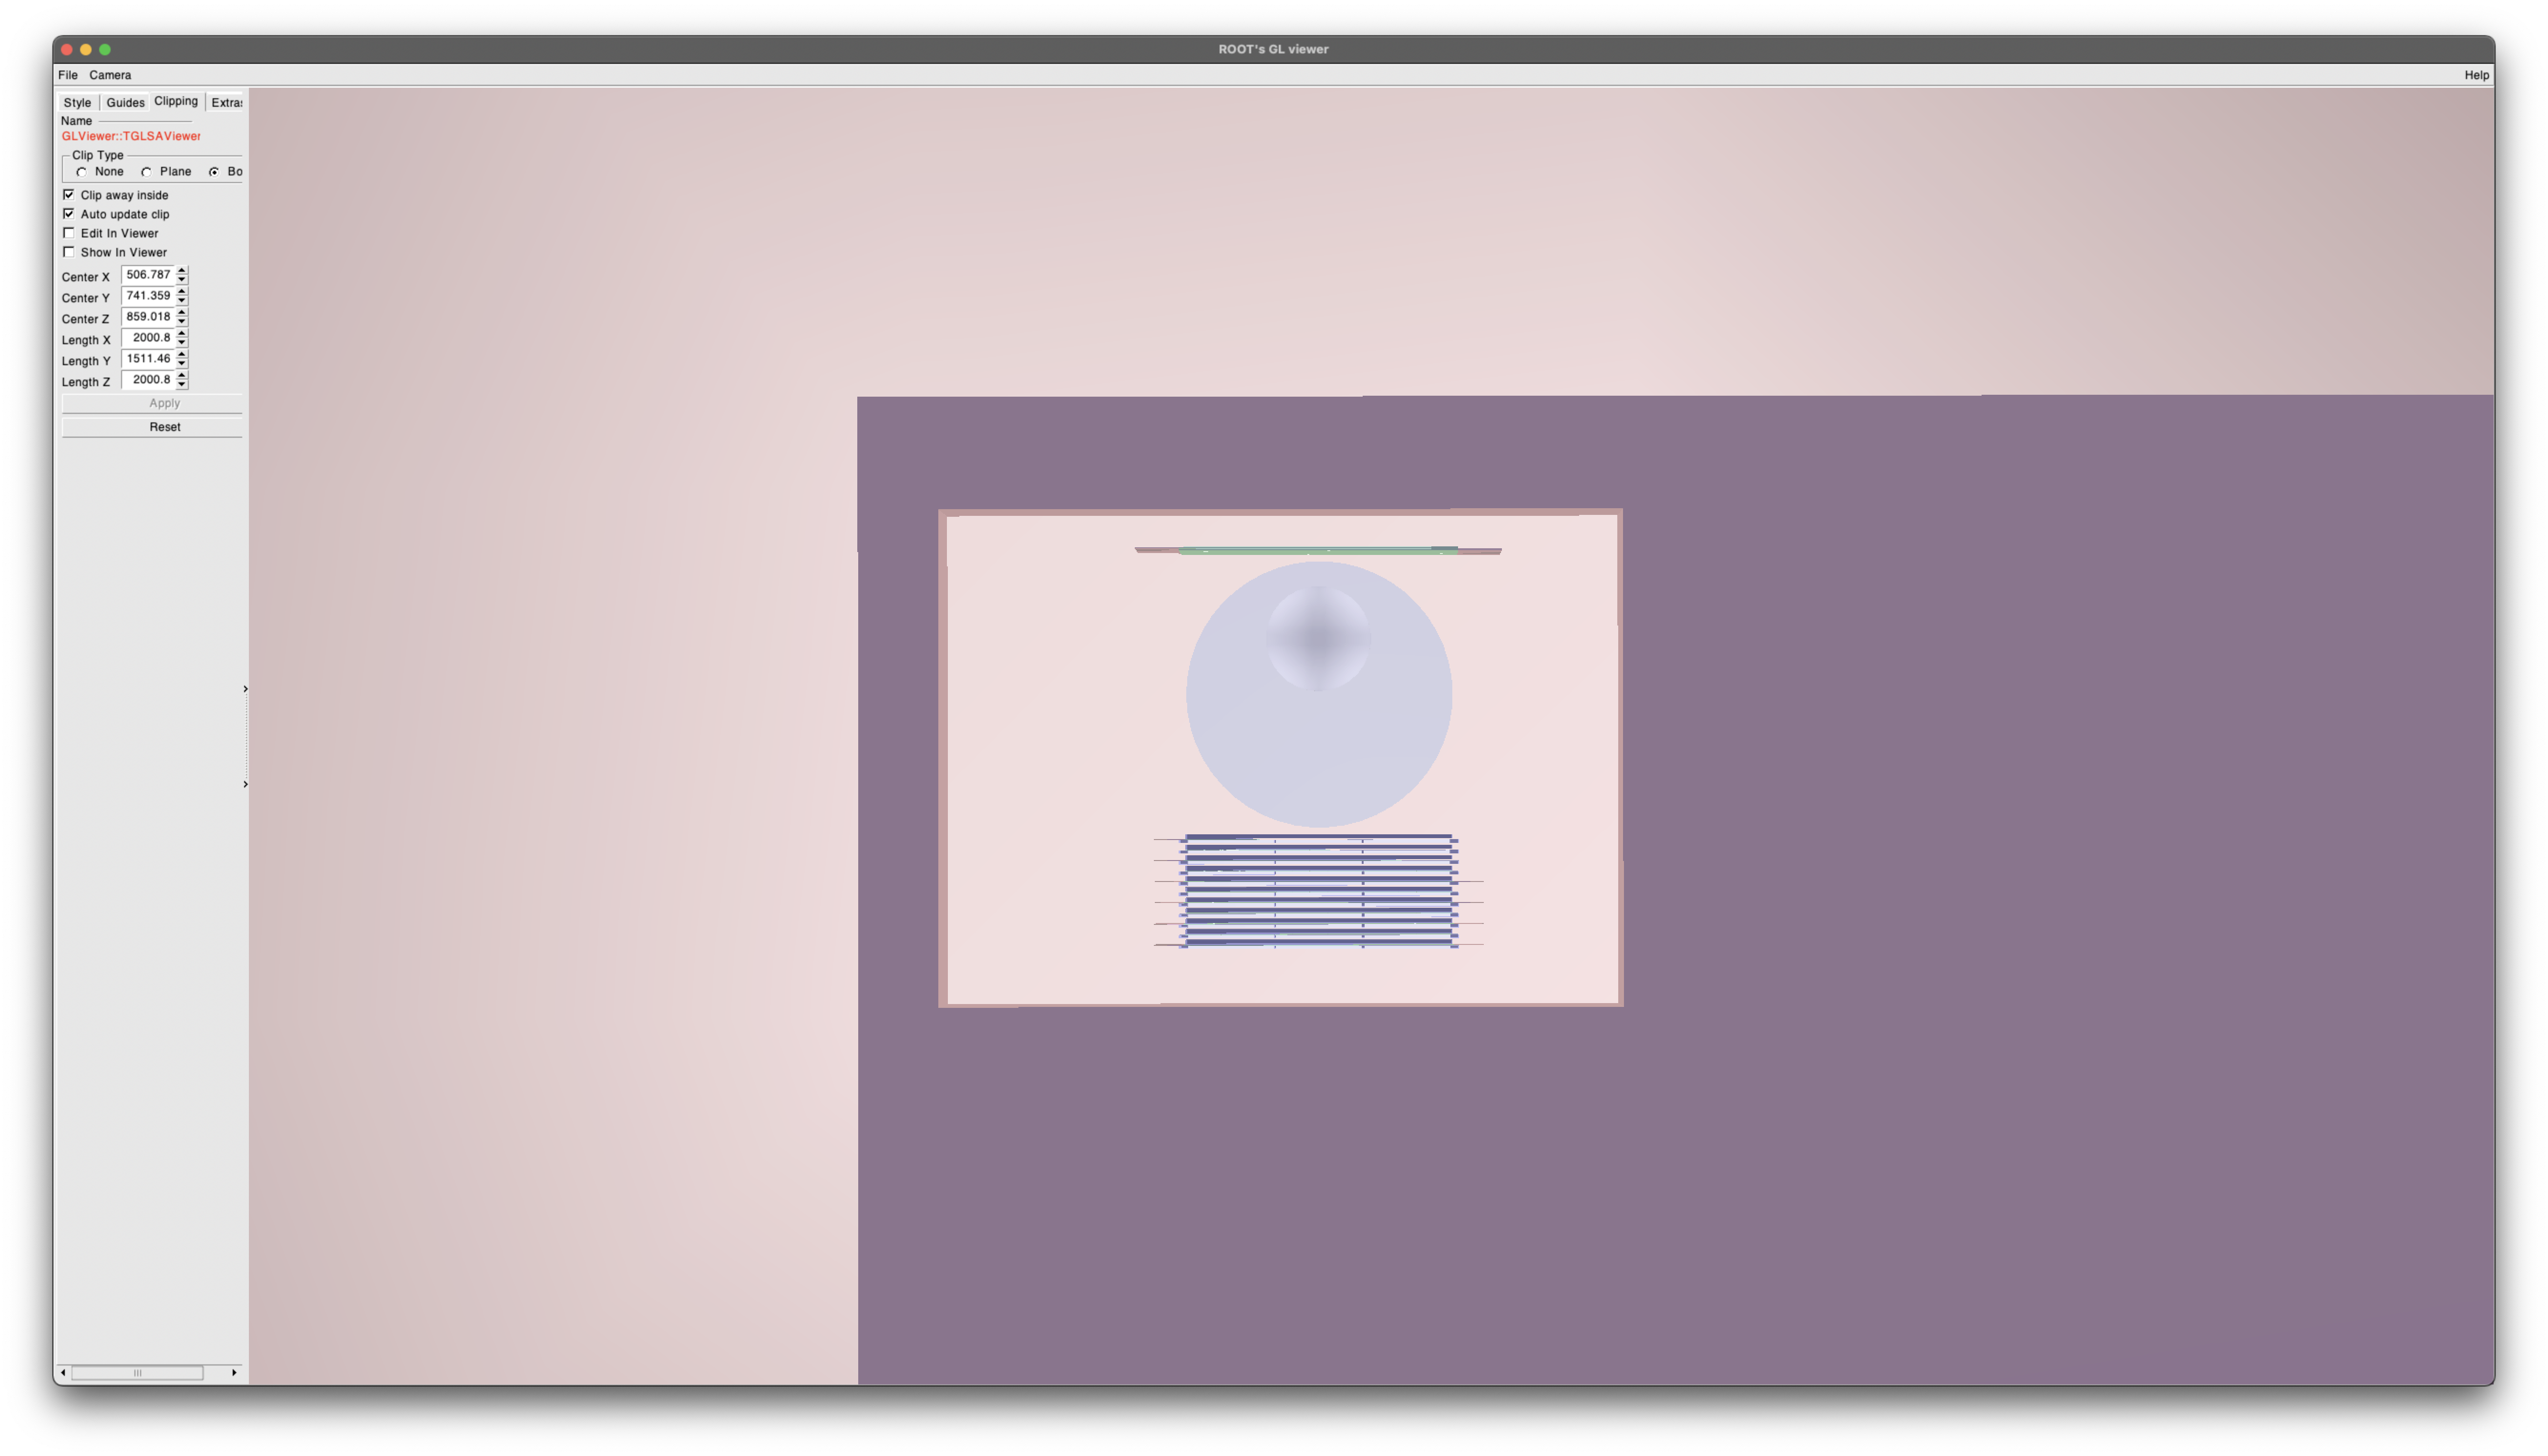 ROOT's GL viewer
File Camera Help
Style Guides Clipping Extras
Name
GLViewer::TGLSAViewer
Clip Type
None Plane Bo
Clip away inside
Auto update clip
Edit In Viewer
Show In Viewer
Center X 506.787
Center Y 741.359
Center Z 859.018
Length X 2000.8
Length Y 1511.46
Length Z 2000.8
Apply
Reset